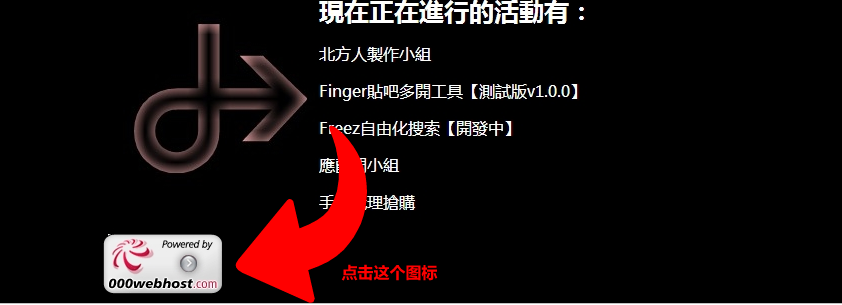 現在正在進行的活動有：
北方人製作小組
Finger貼吧多開工具【測試版v1.0.0】
Freez自由化搜索【開發中】
應 小組
手 理搶購
Powered by
000webhost.com
点击这个图标